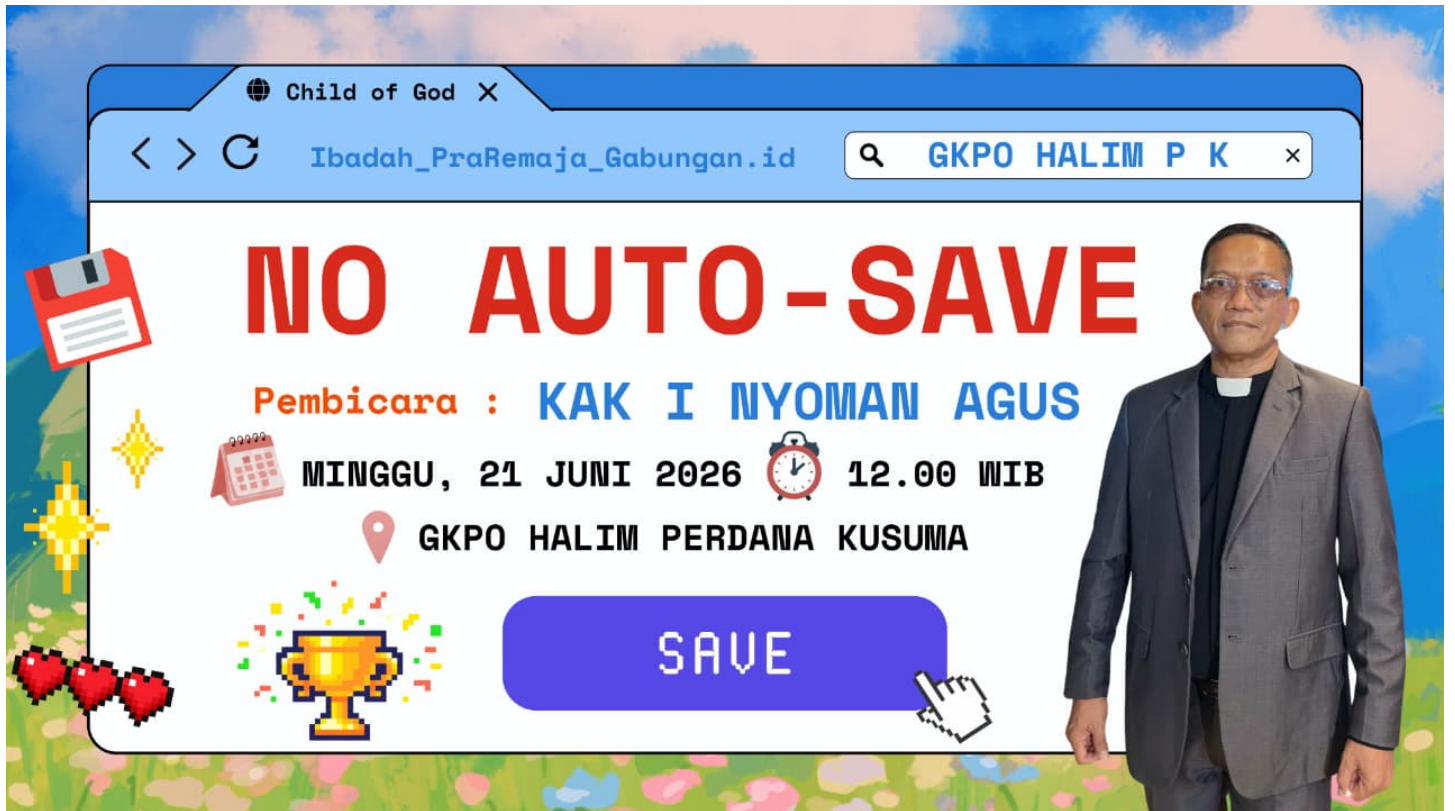 Child of God
Ibadah_PraRemaja_Gabungan.id
GKPO HALIM P K
NO AUTO-SAVE
Pembicara : KAK I NYOMAN AGUS
MINGGU, 21 JUNI 2026 12.00 WIB
GKPO HALIM PERDANA KUSUMA
SAVE